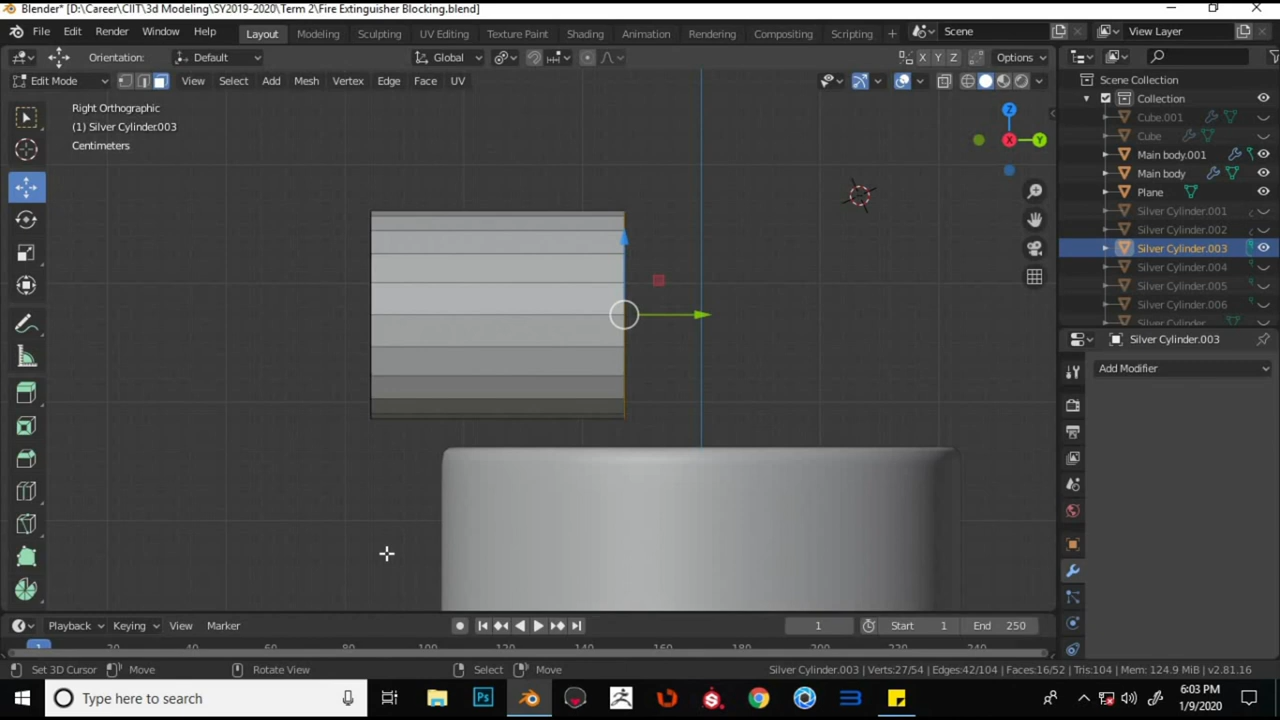 Blender* [D:\Career\CIIT\3d Modeling\SY2019-2020\Term 2\Fire Extinguisher Blocking.blend]
File Edit Render Window Help Layout Modeling Sculpting UV Editing Texture Paint Shading Animation Rendering Compositing Scripting + Scene View Layer
Orientation: Default Global X Y Z Options
Edit Mode View Select Add Mesh Vertex Edge Face UV
Right Orthographic
(1) Silver Cylinder.003
Centimeters
Z
X
Y
Scene Collection
Collection
Cube.001
Cube
Main body.001
Main body
Plane
Silver Cylinder.001
Silver Cylinder.002
Silver Cylinder.003
Silver Cylinder.004
Silver Cylinder.005
Silver Cylinder.006
Silver Cylinder
Silver Cylinder.003
Add Modifier
Playback Keying View Marker 1 Start 1 End 250
1 20 40 60 80 100 120 140 160 180 200 220 240
Set 3D Cursor Move Rotate View Select Move Silver Cylinder.003 | Verts:27/54 | Edges:42/104 | Faces:16/52 | Tris:104 | Mem: 124.9 MiB | v2.81.16
Type here to search
Ps
6:03 PM
1/9/2020